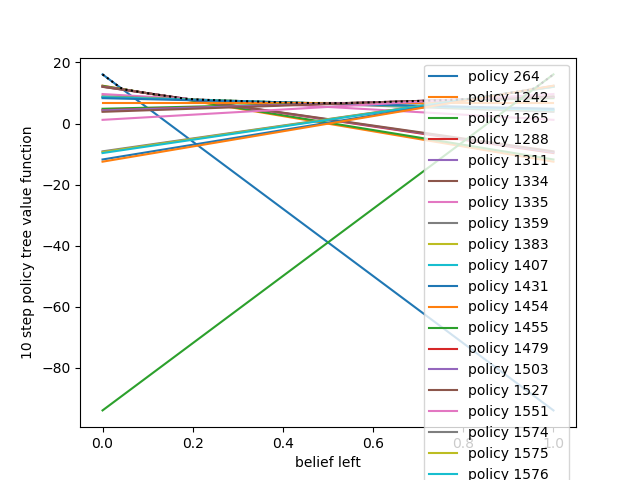 10 step policy tree value function
20
0
−20
−40
−60
−80
0.0
0.2
0.4
0.6
0.8
1.0
belief left
policy 264
policy 1242
policy 1265
policy 1288
policy 1311
policy 1334
policy 1335
policy 1359
policy 1383
policy 1407
policy 1431
policy 1454
policy 1455
policy 1479
policy 1503
policy 1527
policy 1551
policy 1574
policy 1575
policy 1576